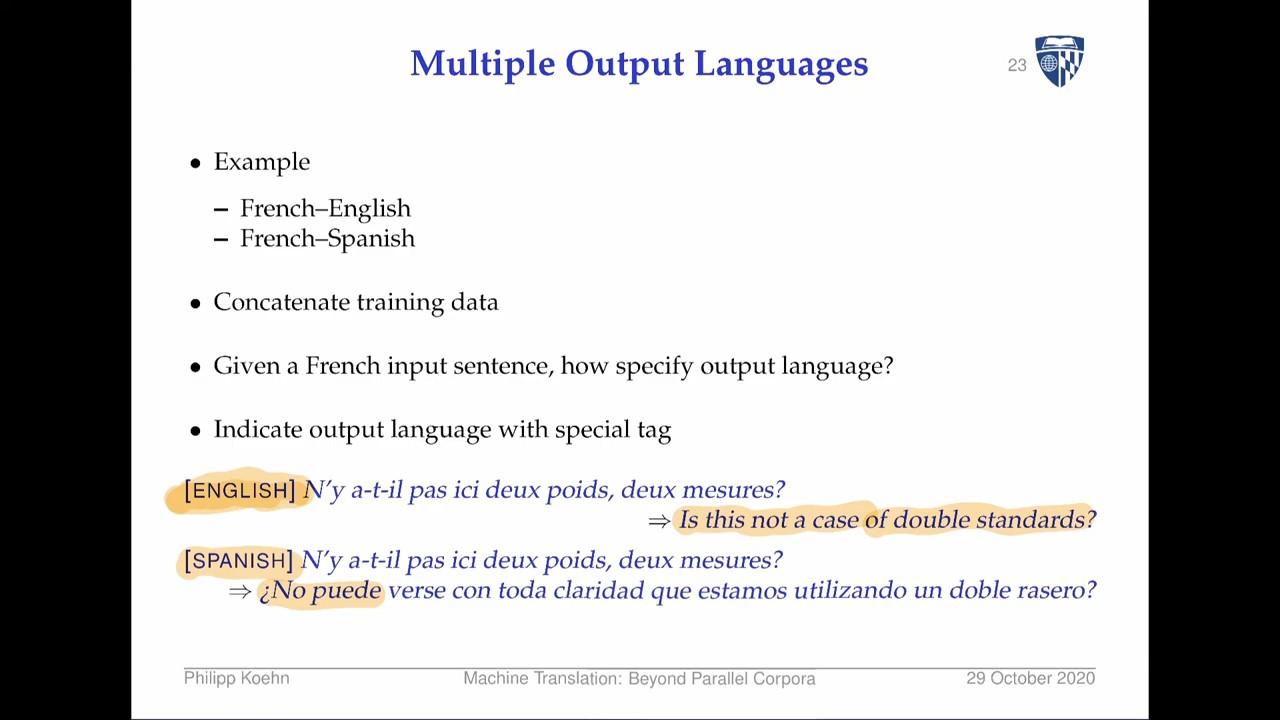 Multiple Output Languages
23
• Example
– French–English
– French–Spanish
• Concatenate training data
• Given a French input sentence, how specify output language?
• Indicate output language with special tag
[ENGLISH] N'y a-t-il pas ici deux poids, deux mesures?
⇒ Is this not a case of double standards?
[SPANISH] N'y a-t-il pas ici deux poids, deux mesures?
⇒ ¿No puede verse con toda claridad que estamos utilizando un doble rasero?
Philipp Koehn Machine Translation: Beyond Parallel Corpora 29 October 2020